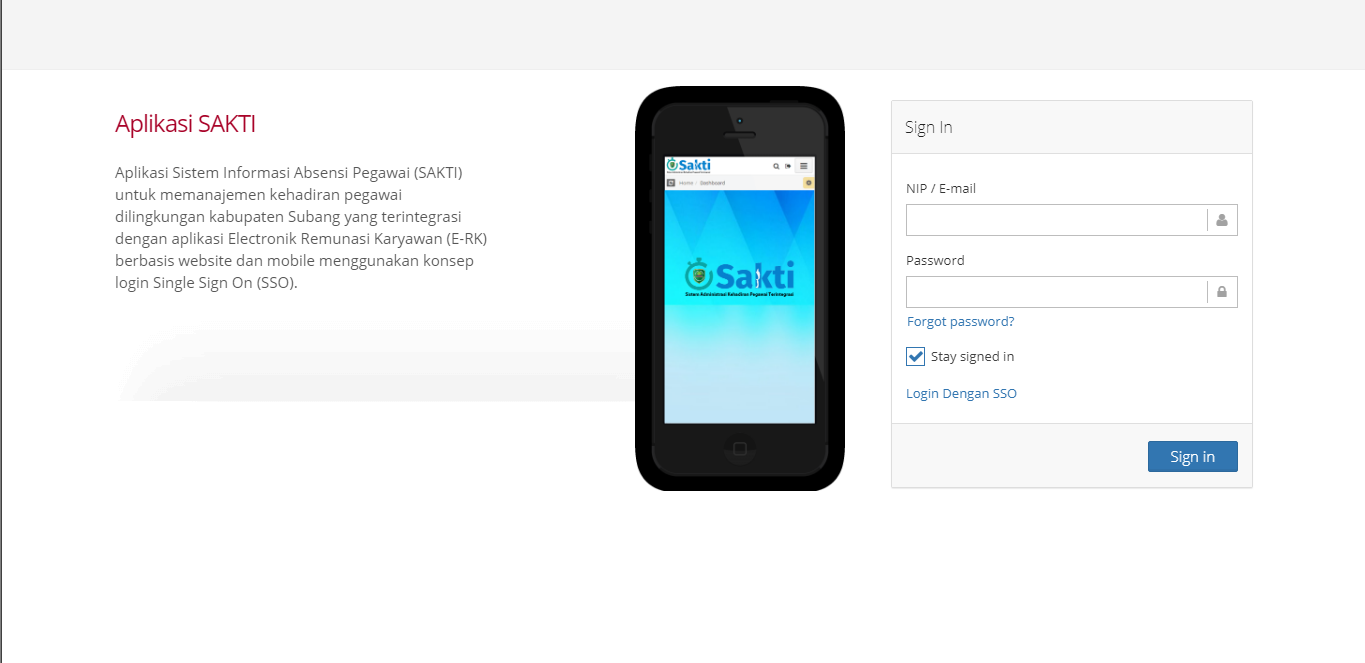 Aplikasi SAKTI
Aplikasi Sistem Informasi Absensi Pegawai (SAKTI)
untuk memanajemen kehadiran pegawai
dilingkungan kabupaten Subang yang terintegrasi
dengan aplikasi Electronik Remunasi Karyawan (E-RK)
berbasis website dan mobile menggunakan konsep
login Single Sign On (SSO).
Sakti
Home / Dashboard
Sakti
Sistem Administrasi Kehadiran Pegawai Terintegrasi
Sign In
NIP / E-mail
Password
Forgot password?
Stay signed in
Login Dengan SSO
Sign in